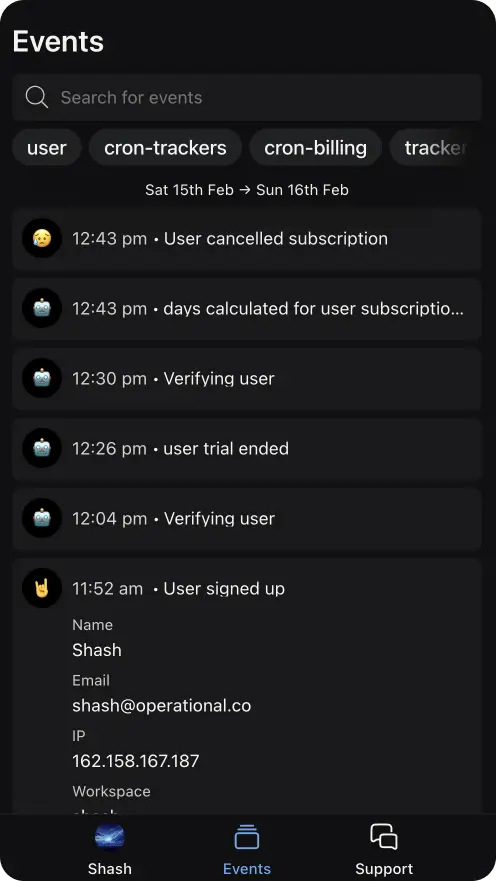 Events
Search for events
user cron-trackers cron-billing tracker
Sat 15th Feb → Sun 16th Feb
12:43 pm • User cancelled subscription
12:43 pm • days calculated for user subscriptio...
12:30 pm • Verifying user
12:26 pm • user trial ended
12:04 pm • Verifying user
11:52 am • User signed up
Name
Shash
Email
shash@operational.co
IP
162.158.167.187
Workspace
Shash Events Support